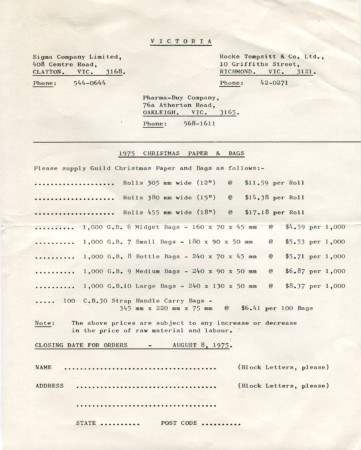 VICTORIA
Sigma Company Limited,
408 Centre Road,
CLAYTON, VIC. 3168.
Phone: 544-0644
Rocke Tompsitt & Co. Ltd.,
10 Griffiths Street,
RICHMOND, VIC. 3121.
Phone: 42-0271
Pharma-Buy Company,
76a Atherton Road,
OAKLEIGH, VIC. 3165.
Phone: 568-1611
1975 CHRISTMAS PAPER & BAGS
Please supply Guild Christmas Paper and Bags as follows:-
.................... Rolls 305 mm wide (12") @ $11.59 per Roll
.................... Rolls 380 mm wide (15") @ $14.38 per Roll
.................... Rolls 455 mm wide (18") @ $17.18 per Roll
.......... 1,000 G.B. 6 Midget Bags - 160 x 70 x 45 mm @ $4.59 per 1,000
.......... 1,000 G.B. 7 Small Bags - 180 x 90 x 50 mm @ $5.53 per 1,000
.......... 1,000 G.B. 8 Bottle Bags - 240 x 70 x 45 mm @ $5.71 per 1,000
.......... 1,000 G.B. 9 Medium Bags - 240 x 90 x 50 mm @ $6.87 per 1,000
.......... 1,000 G.B.10 Large Bags - 240 x 130 x 50 mm @ $8.37 per 1,000
..... 100 C.B.30 Strap Handle Carry Bags -
345 mm x 220 mm x 75 mm @ $6.41 per 100 Bags
Note: The above prices are subject to any increase or decrease
in the price of raw material and labour.
CLOSING DATE FOR ORDERS - AUGUST 8, 1975.
NAME ................................... (Block Letters, please)
ADDRESS ................................ (Block Letters, please)
................................
STATE .......... POST CODE ..........